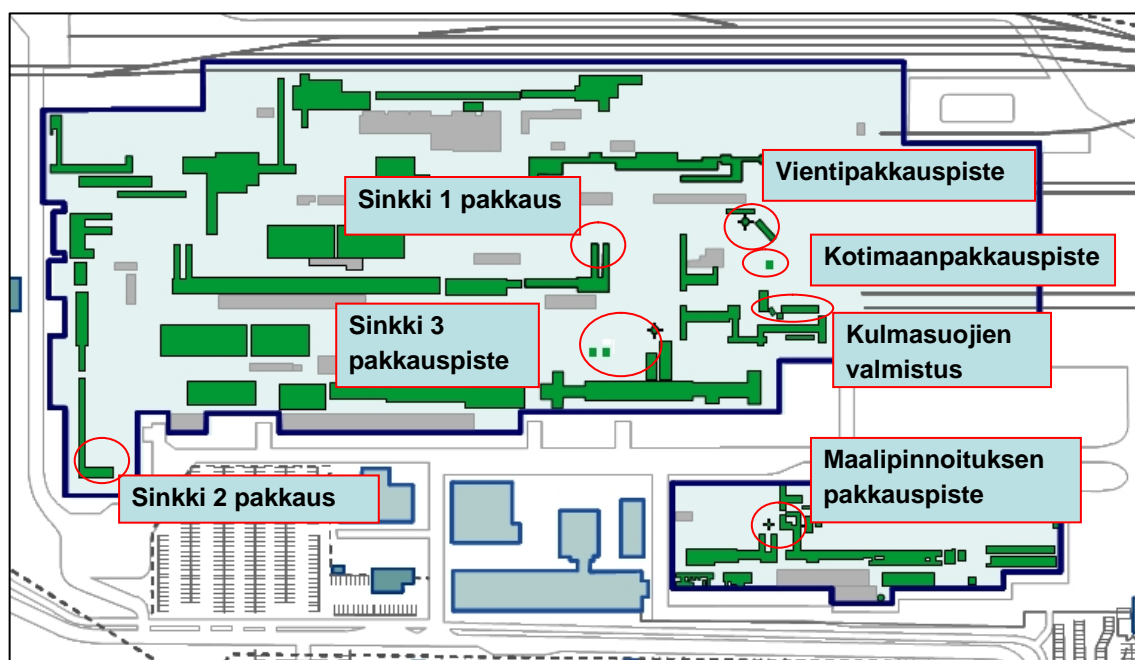 Vientipakkauspiste
Sinkki 1 pakkaus
Kotimaanpakkauspiste
Sinkki 3
pakkauspiste
Kulmasuojien
valmistus
Maalipinnoituksen
pakkauspiste
Sinkki 2 pakkaus